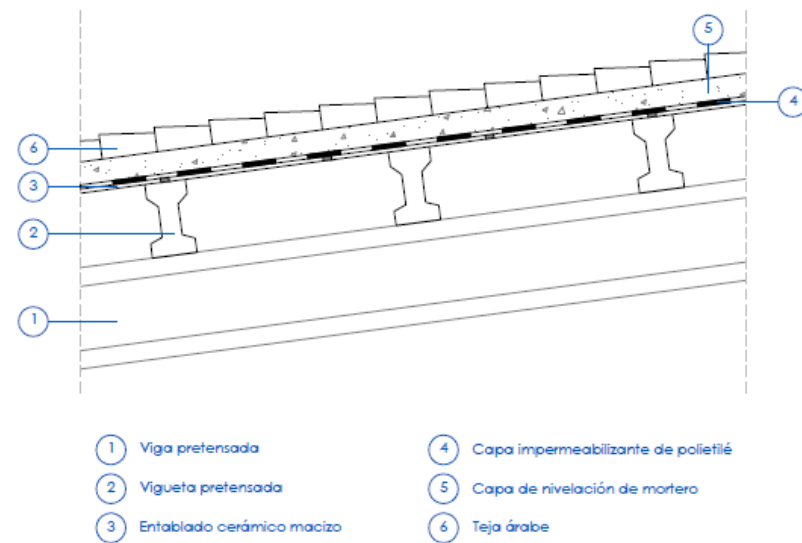 5
4
6
3
2
1
1 Viga pretensada
2 Vigueta pretensada
3 Entablado cerámico macizo
4 Capa impermeabilizante de polietilé
5 Capa de nivelación de mortero
6 Teja árabe